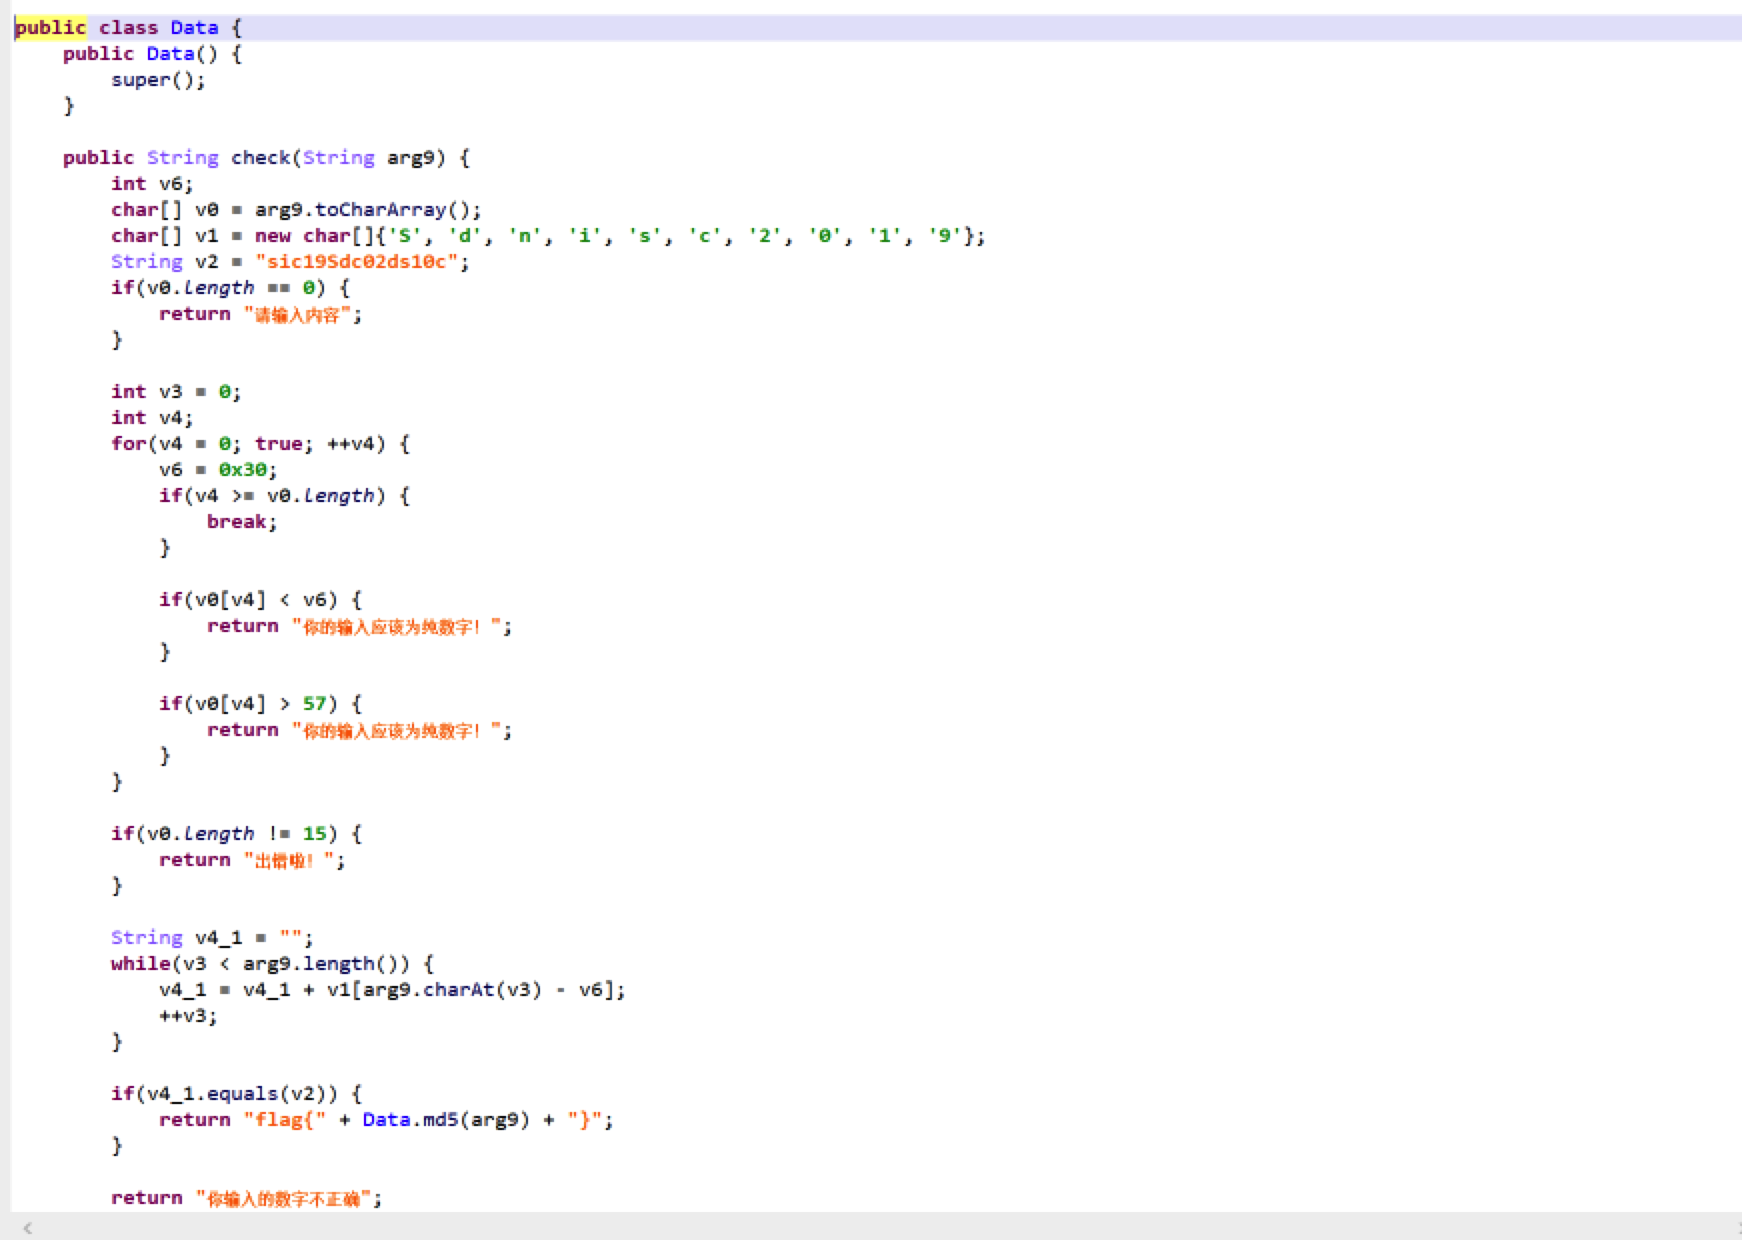 public class Data {
public Data() {
super();
}
public String check(String arg9) {
int v6;
char[] v0 = arg9.toCharArray();
char[] v1 = new char[]{'S', 'd', 'n', 'i', 's', 'c', '2', '0', '1', '9'};
String v2 = "sic19Sdc02ds10c";
if(v0.length == 0) {
return "请输入内容";
}
int v3 = 0;
int v4;
for(v4 = 0; true; ++v4) {
v6 = 0x30;
if(v4 >= v0.length) {
break;
}
if(v0[v4] < v6) {
return "你的输入应该为纯数字！";
}
if(v0[v4] > 57) {
return "你的输入应该为纯数字！";
}
}
if(v0.length != 15) {
return "出错啦！";
}
String v4_1 = "";
while(v3 < arg9.length()) {
v4_1 = v4_1 + v1[arg9.charAt(v3) - v6];
++v3;
}
if(v4_1.equals(v2)) {
return "flag{" + Data.md5(arg9) + "}";
}
return "你输入的数字不正确";